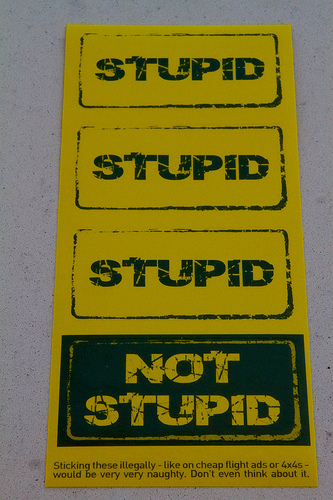 STUPID
STUPID
STUPID
NOT
STUPID
Sticking these illegally - like on cheap flight ads or 4x4s -
would be very very naughty. Don't even think about it.